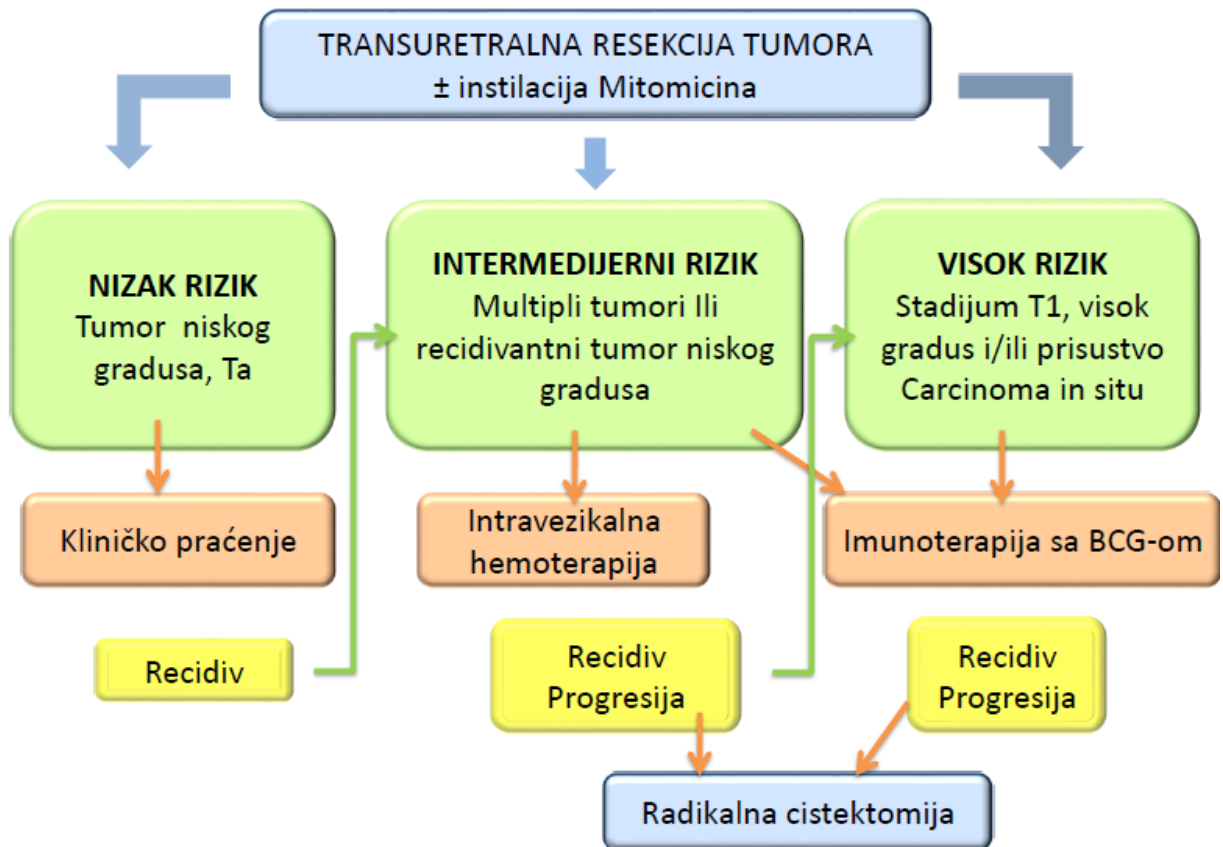 TRANSURETRALNA RESEKCIJA TUMORA
± instilacija Mitomicina
NIZAK RIZIK
Tumor niskog
gradusa, Ta
INTERMEDIJERNI RIZIK
Multipli tumori Ili
recidivantni tumor niskog
gradusa
VISOK RIZIK
Stadijum T1, visok
gradus i/ili prisustvo
Carcinoma in situ
Kliničko praćenje
Intravezikalna
hemoterapija
Imunoterapija sa BCG-om
Recidiv
Recidiv
Progresija
Recidiv
Progresija
Radikalna cistektomija